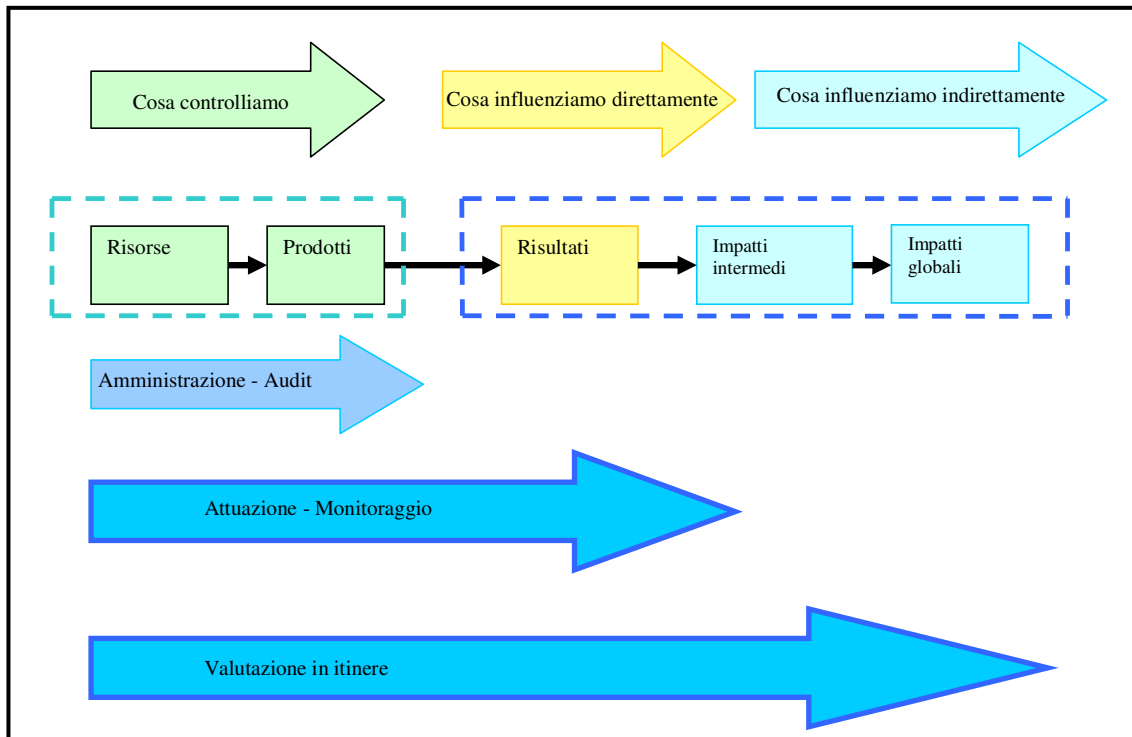 Cosa controlliamo
Cosa influenziamo direttamente
Cosa influenziamo indirettamente
Risorse
Prodotti
Risultati
Impatti
intermedi
Impatti
globali
Amministrazione - Audit
Attuazione - Monitoraggio
Valutazione in itinere